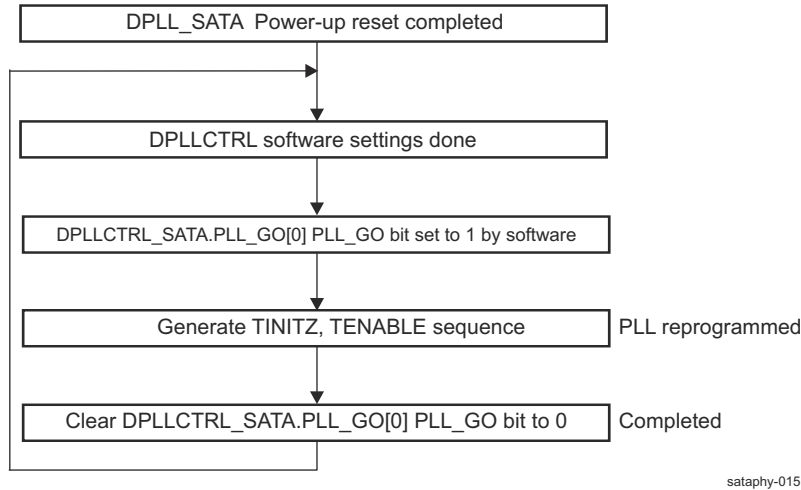 DPLL_SATA Power-up reset completed
DPLLCTRL software settings done
DPLLCTRL_SATA.PLL_GO[0] PLL_GO bit set to 1 by software
Generate TINITZ, TENABLE sequence
PLL reprogrammed
Clear DPLLCTRL_SATA.PLL_GO[0] PLL_GO bit to 0
Completed
sataphy-015